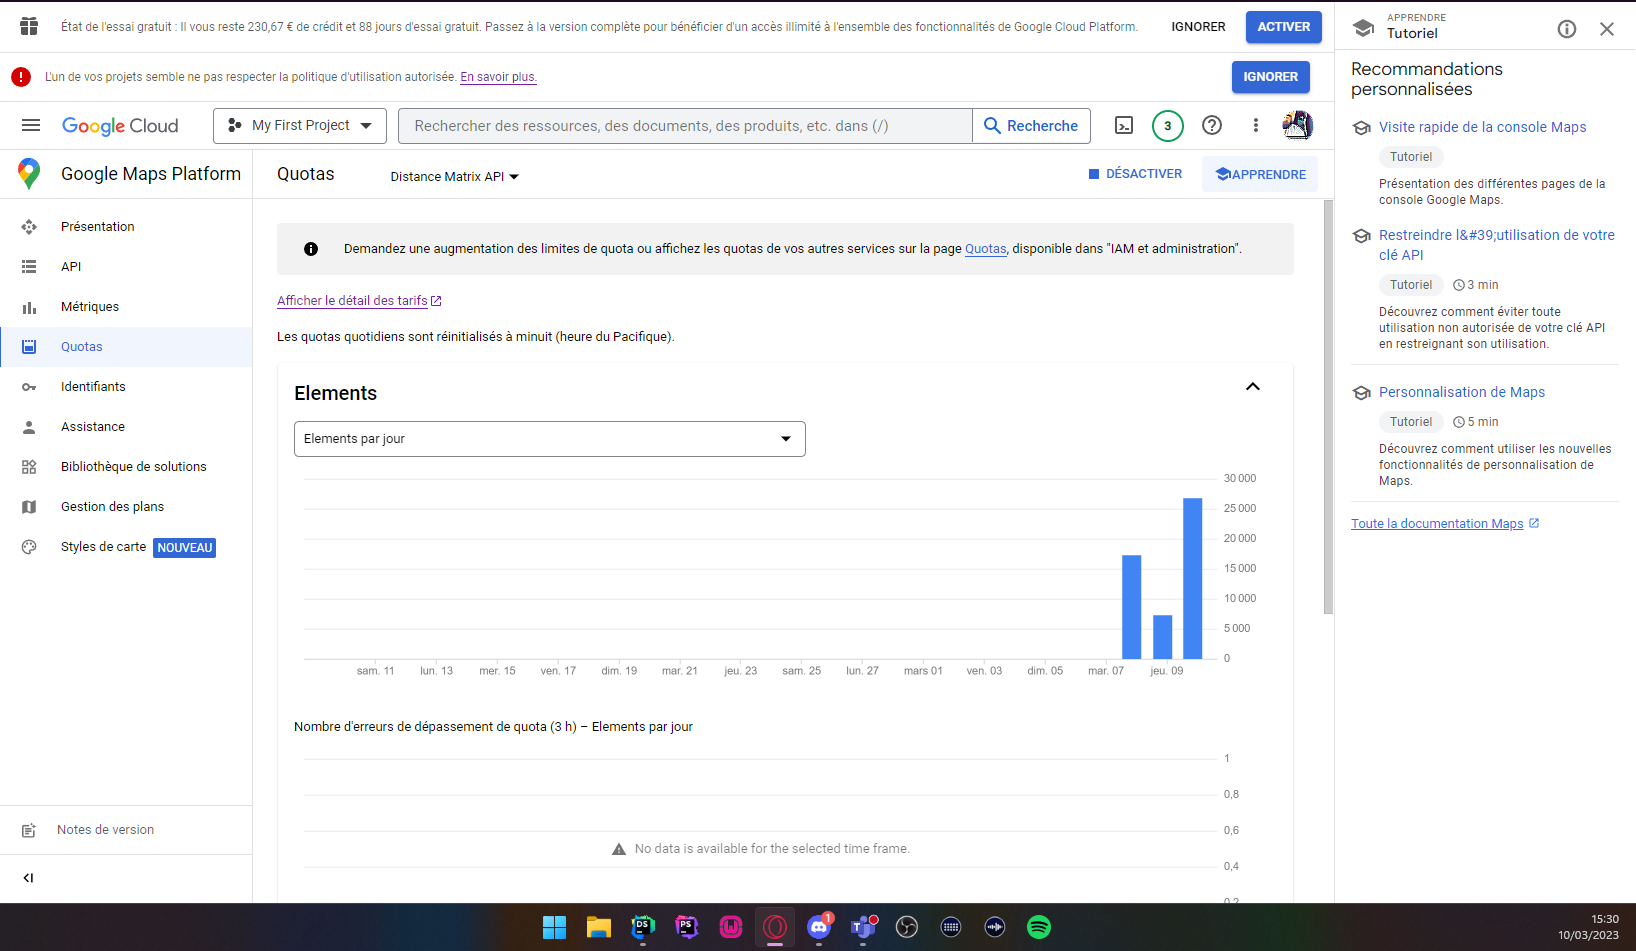 État de l'essai gratuit : Il vous reste 230,67 € de crédit et 88 jours d'essai gratuit. Passez à la version complète pour bénéficier d'un accès illimité à l'ensemble des fonctionnalités de Google Cloud Platform.
IGNORER
ACTIVER
L'un de vos projets semble ne pas respecter la politique d'utilisation autorisée. En savoir plus.
IGNORER
Google Cloud
My First Project
Rechercher des ressources, des documents, des produits, etc. dans (/)
Recherche
3
Google Maps Platform
Quotas
Distance Matrix API
DÉSACTIVER
APPRENDRE
Présentation
API
Métriques
Quotas
Identifiants
Assistance
Bibliothèque de solutions
Gestion des plans
Styles de carte NOUVEAU
Notes de version
Demandez une augmentation des limites de quota ou affichez les quotas de vos autres services sur la page Quotas, disponible dans "IAM et administration".
Afficher le détail des tarifs
Les quotas quotidiens sont réinitialisés à minuit (heure du Pacifique).
Elements
Elements par jour
30 000
25 000
20 000
15 000
10 000
5 000
0
sam. 11 lun. 13 mer. 15 ven. 17 dim. 19 mar. 21 jeu. 23 sam. 25 lun. 27 mars 01 ven. 03 dim. 05 mar. 07 jeu. 09
Nombre d'erreurs de dépassement de quota (3 h) – Elements par jour
1
0,8
0,6
No data is available for the selected time frame.
0,4
0,2
APPRENDRE
Tutoriel
Recommandations
personnalisées
Visite rapide de la console Maps
Tutoriel
Présentation des différentes pages de la
console Google Maps.
Restreindre l&#39;utilisation de votre
clé API
Tutoriel 3 min
Découvrez comment éviter toute
utilisation non autorisée de votre clé API
en restreignant son utilisation.
Personnalisation de Maps
Tutoriel 5 min
Découvrez comment utiliser les nouvelles
fonctionnalités de personnalisation de
Maps.
Toute la documentation Maps
DS
PS
1
T
15:30
10/03/2023